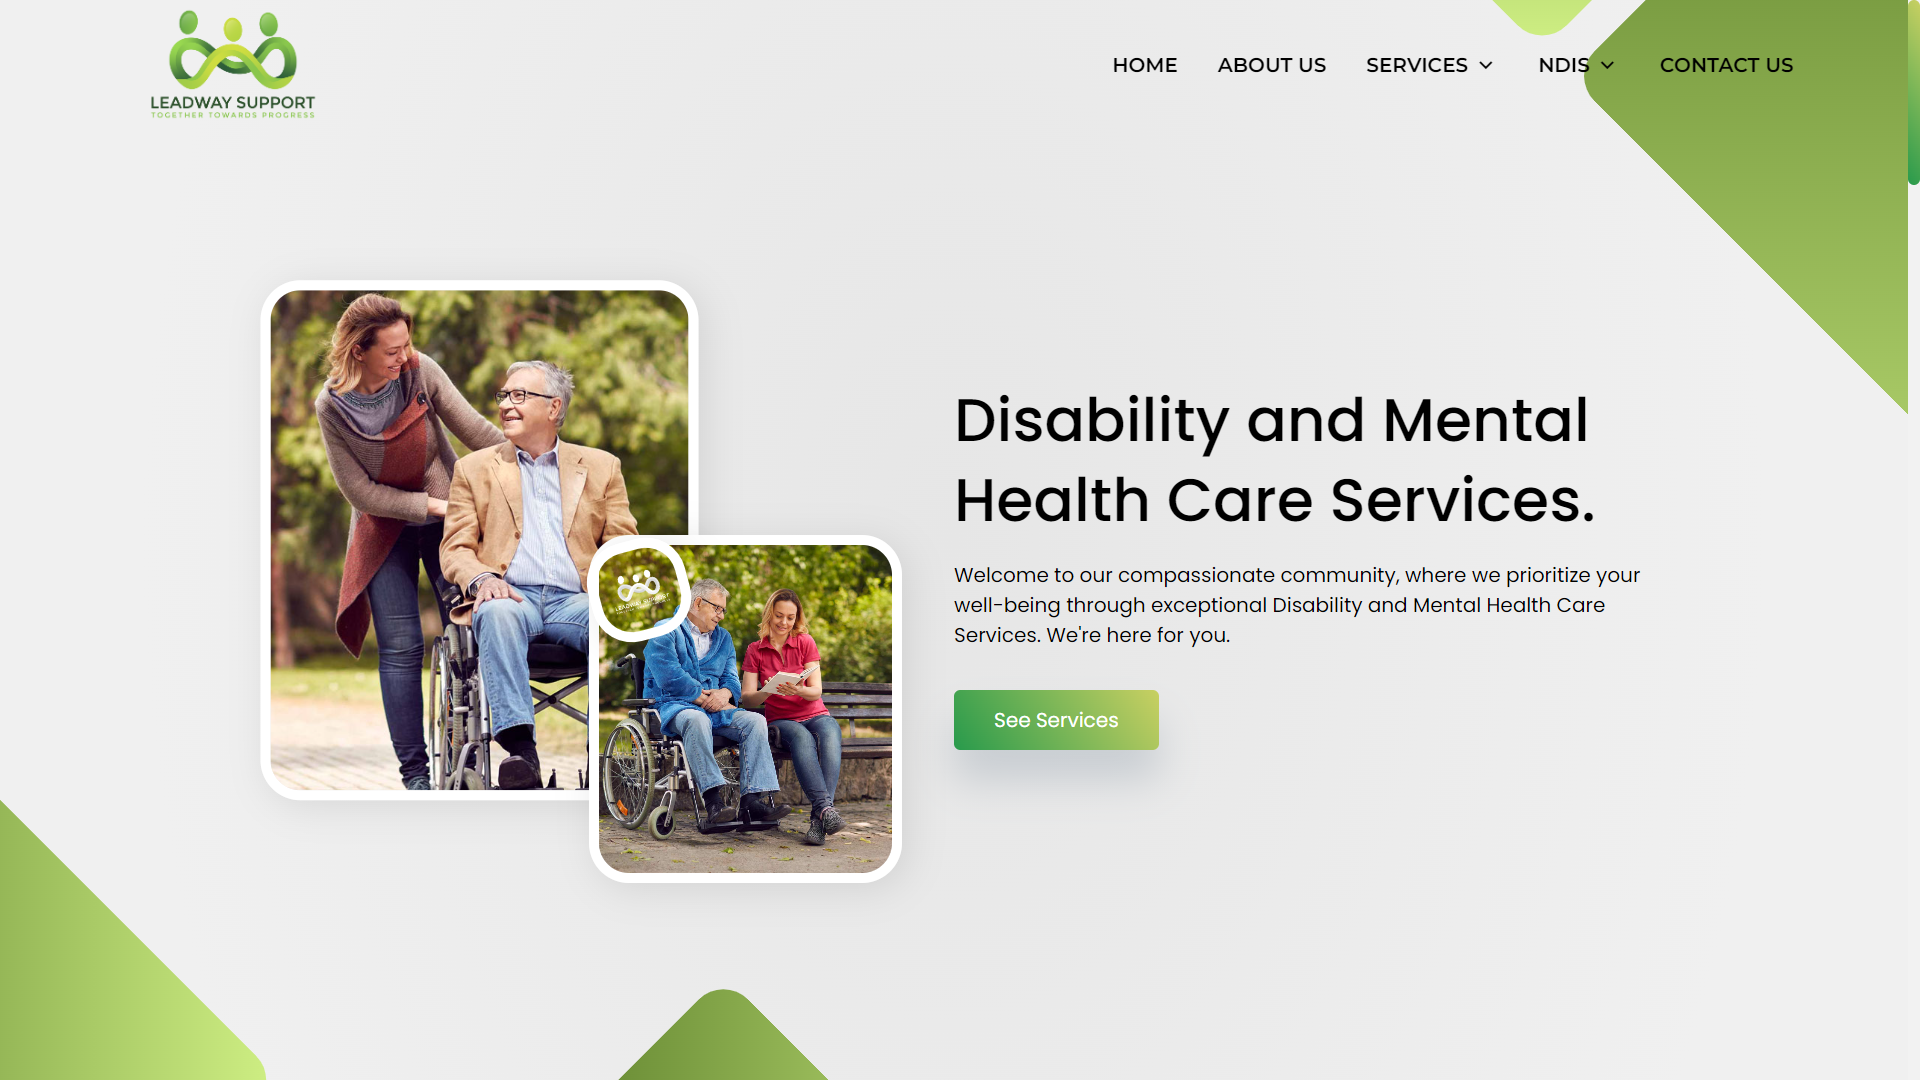 LEADWAY SUPPORT
TOGETHER TOWARDS PROGRESS
HOME
ABOUT US
SERVICES
NDIS
CONTACT US
Disability and Mental
Health Care Services.
Welcome to our compassionate community, where we prioritize your
well-being through exceptional Disability and Mental Health Care
Services. We're here for you.
See Services
LEADWAY SUPPORT